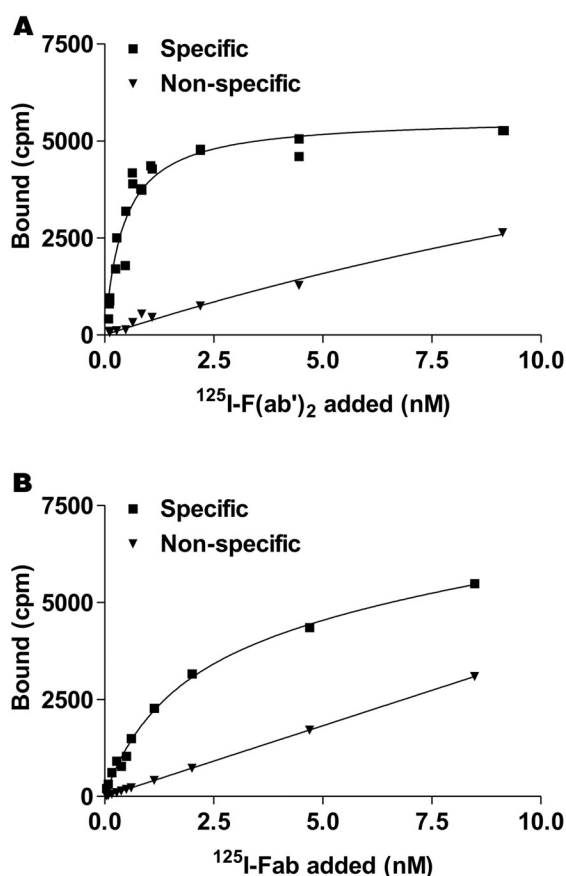 A
7500
Specific
Non-specific
5000
2500
0
Bound (cpm)
0.0 2.5 5.0 7.5 10.0
¹²⁵I-F(ab')₂ added (nM)
B
7500
Specific
Non-specific
5000
2500
0
Bound (cpm)
0.0 2.5 5.0 7.5 10.0
¹²⁵I-Fab added (nM)